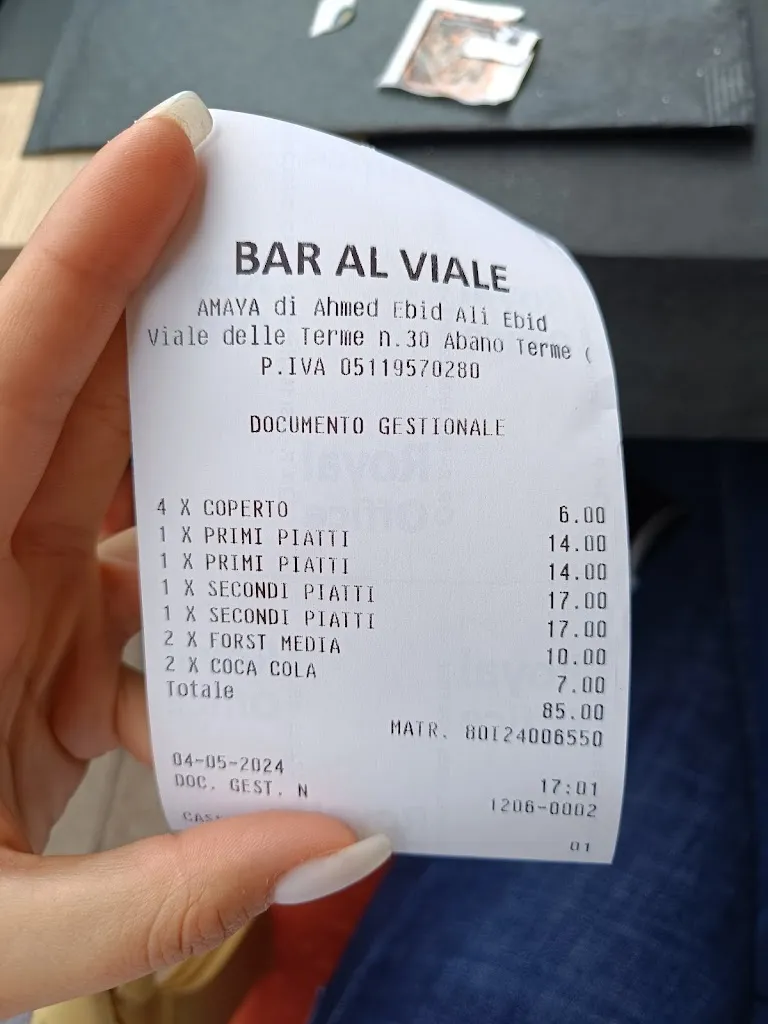 BAR AL VIALE
AMAYA di Ahmed Ebid Ali Ebid
Viale delle Terme n.30 Abano Terme (
P.IVA 05119570280
DOCUMENTO GESTIONALE
4 X COPERTO 6.00
1 X PRIMI PIATTI 14.00
1 X PRIMI PIATTI 14.00
1 X SECONDI PIATTI 17.00
1 X SECONDI PIATTI 17.00
2 X FORST MEDIA 10.00
2 X COCA COLA 7.00
Totale 85.00
MATR. 80I24006550
04-05-2024 17:01
DOC. GEST. N 1206-0002
01